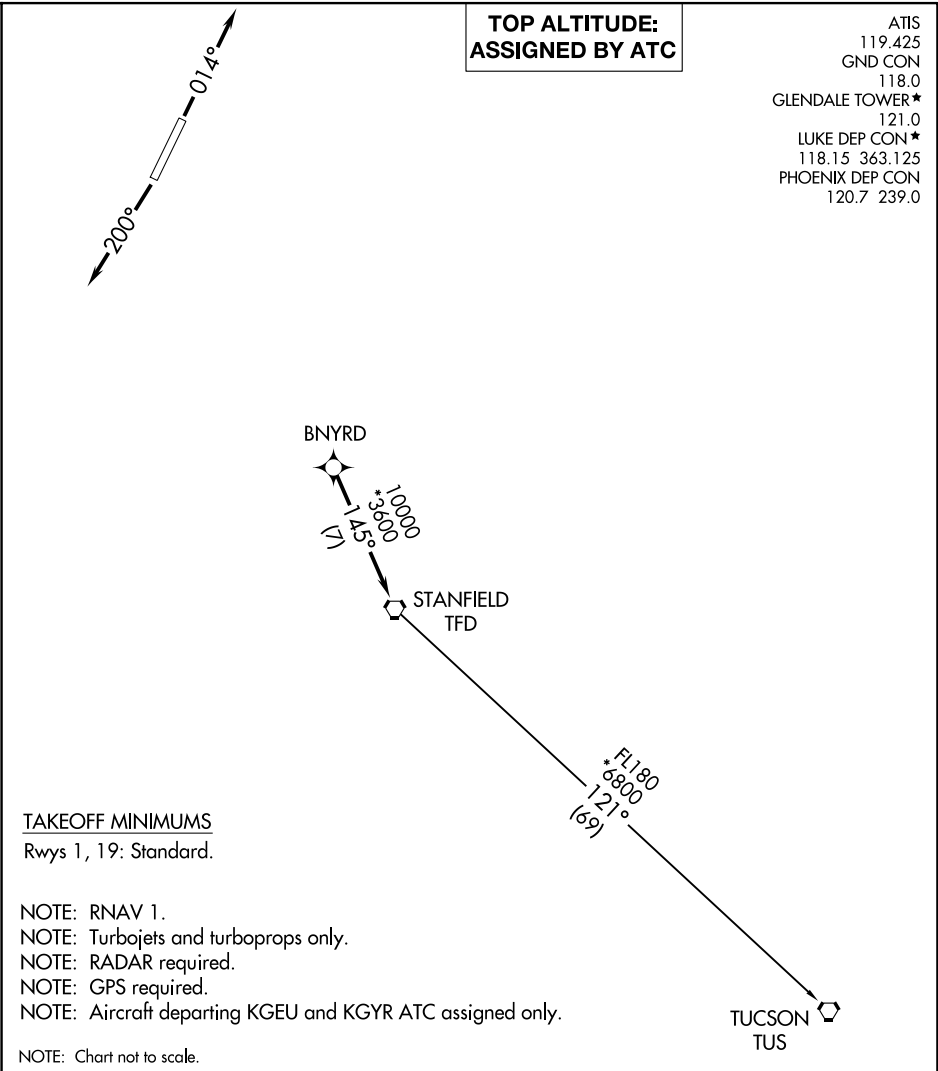 TOP ALTITUDE:
ASSIGNED BY ATC
ATIS
119.425
GND CON
118.0
GLENDALE TOWER★
121.0
LUKE DEP CON★
118.15 363.125
PHOENIX DEP CON
120.7 239.0
014°
200°
BNYRD
10000
*3600
145°
(7)
STANFIELD
TFD
FL180
*6800
121°
(69)
TUCSON
TUS
TAKEOFF MINIMUMS
Rwys 1, 19: Standard.
NOTE: RNAV 1.
NOTE: Turbojets and turboprops only.
NOTE: RADAR required.
NOTE: GPS required.
NOTE: Aircraft departing KGEU and KGYR ATC assigned only.
NOTE: Chart not to scale.